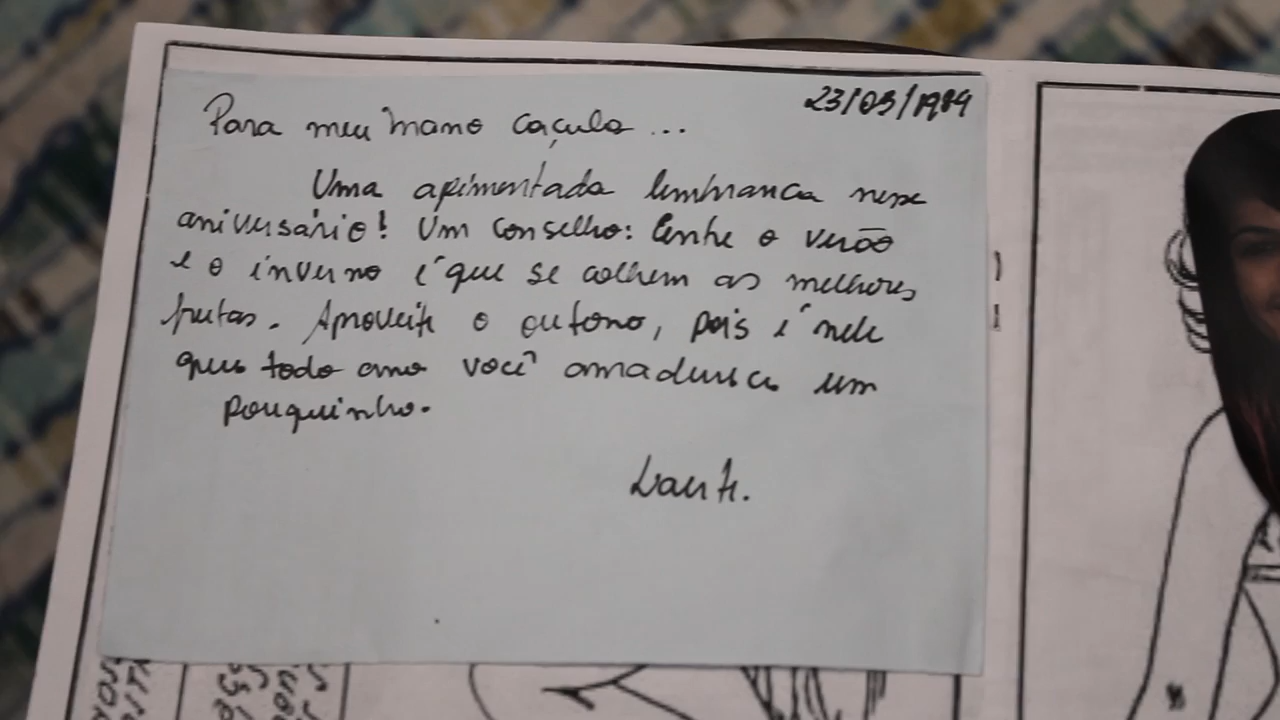 23/03/1984
Para meu mano caçula...
Uma apimentada lembrança nesse
aniversário! Um conselho: Entre o verão
e o inverno é que se colhem as melhores
frutas. Aproveite o outono, pois é nele
que todo ano você amadurece um
pouquinho.